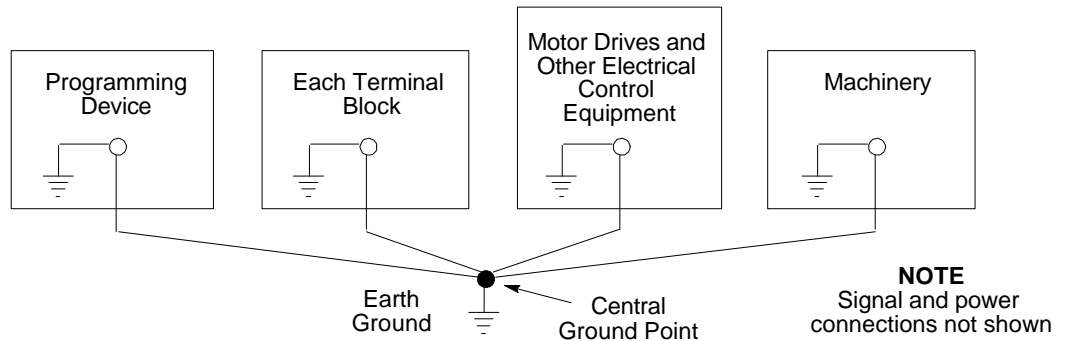 Programming
Device
Each Terminal
Block
Motor Drives and
Other Electrical
Control
Equipment
Machinery
Earth
Ground
Central
Ground Point
NOTE
Signal and power
connections not shown